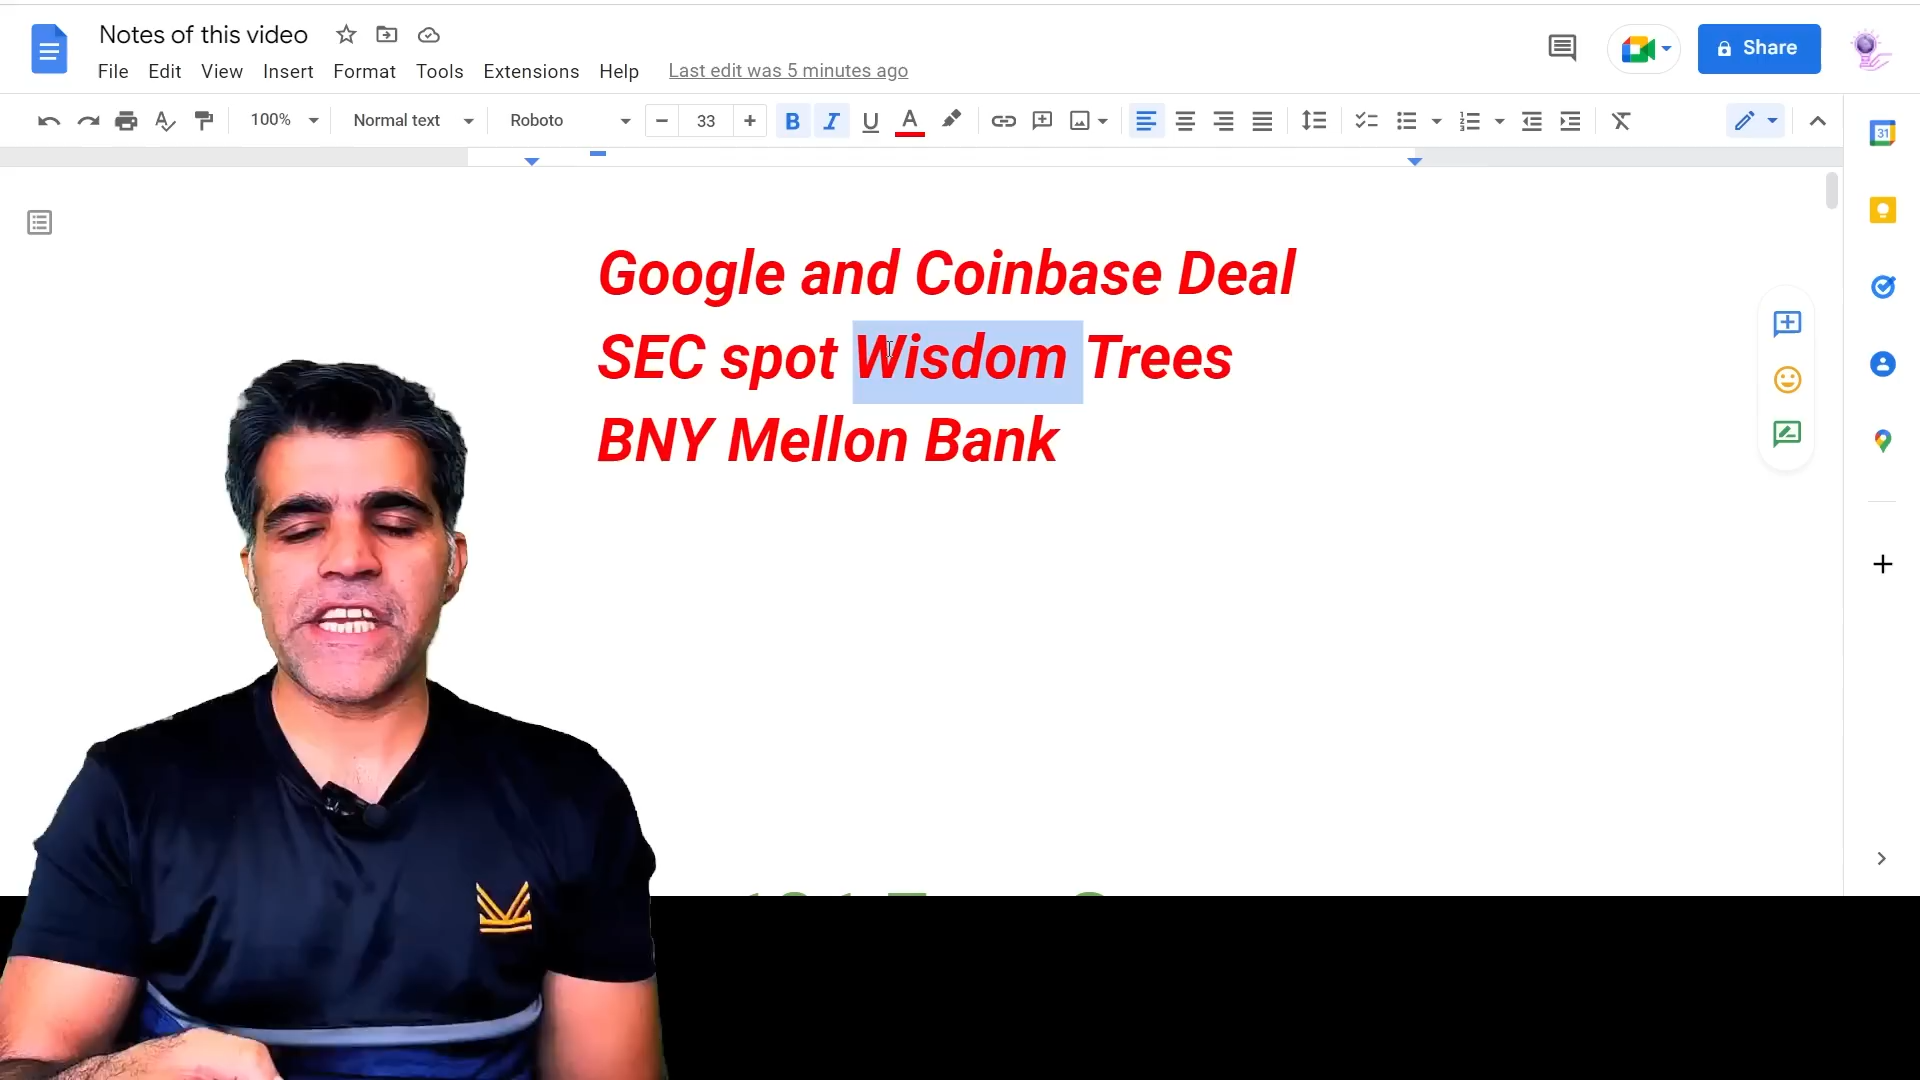 Notes of this video
File Edit View Insert Format Tools Extensions Help Last edit was 5 minutes ago
Share
100% Normal text Roboto 33
31
Google and Coinbase Deal
SEC spot Wisdom Trees
BNY Mellon Bank